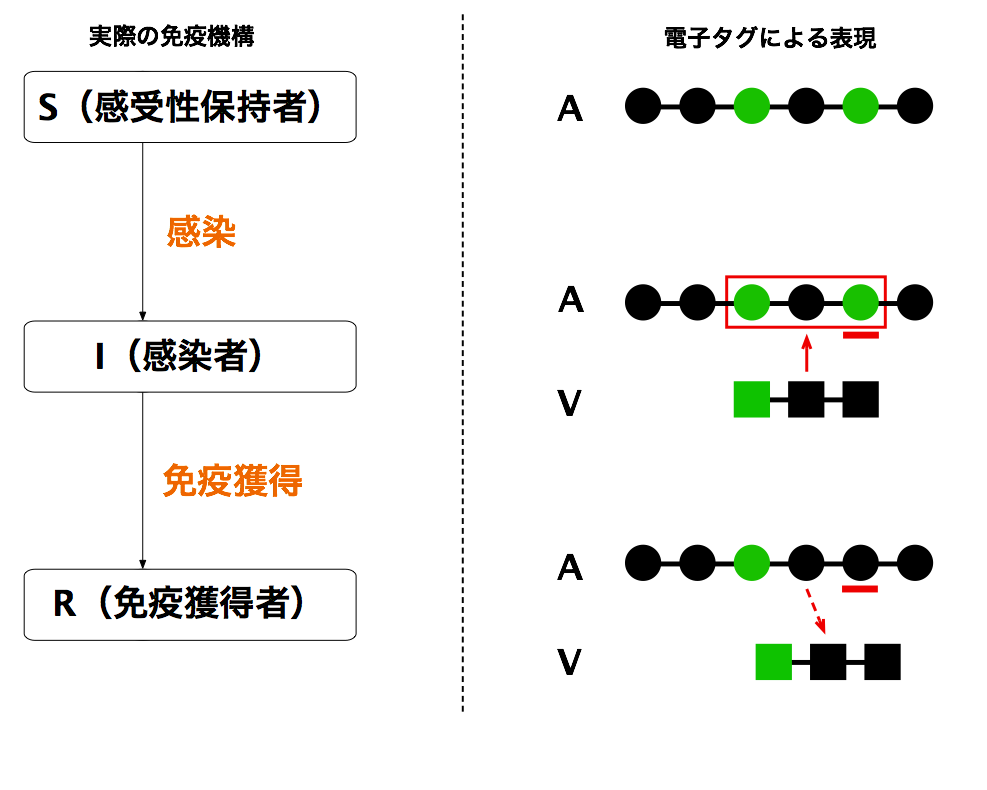 実際の免疫機構
電子タグによる表現
S（感受性保持者）
A
感染
A
I（感染者）
V
免疫獲得
A
R（免疫獲得者）
V